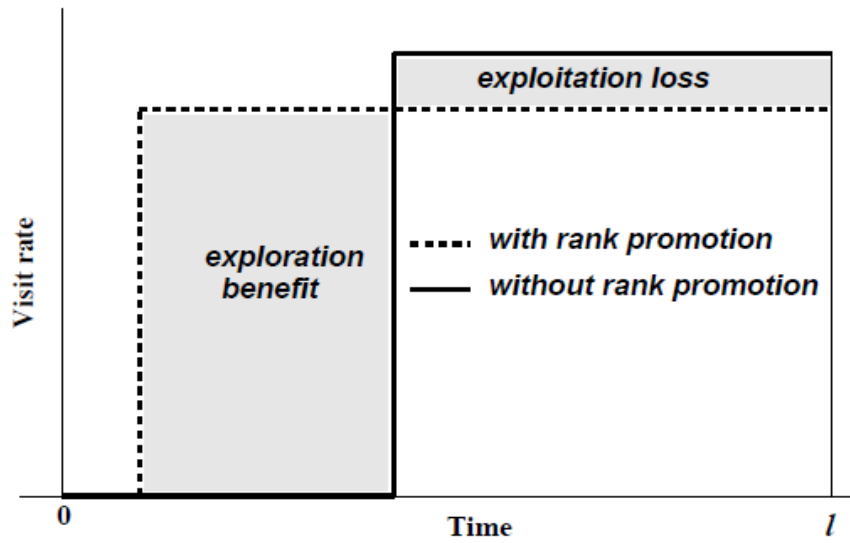 exploitation loss
exploration
benefit
with rank promotion
without rank promotion
Visit rate
0
Time
l